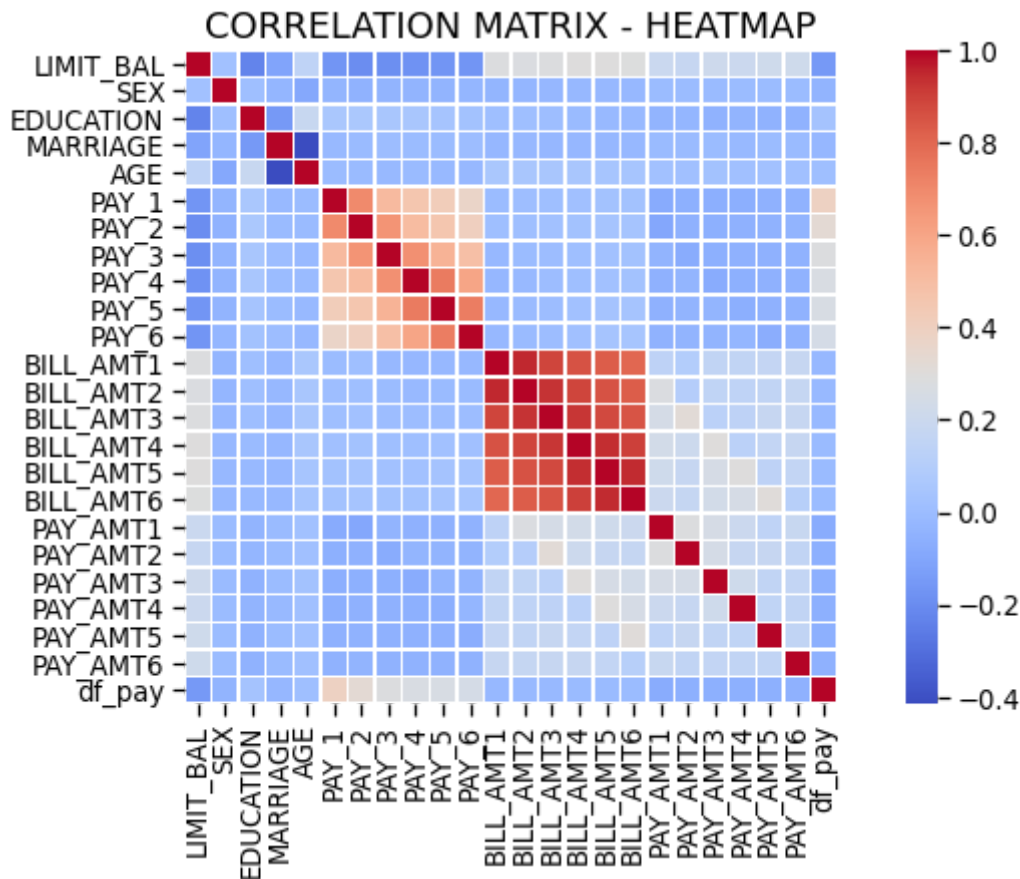 CORRELATION MATRIX - HEATMAP
LIMIT_BAL
SEX
EDUCATION
MARRIAGE
AGE
PAY_1
PAY_2
PAY_3
PAY_4
PAY_5
PAY_6
BILL_AMT1
BILL_AMT2
BILL_AMT3
BILL_AMT4
BILL_AMT5
BILL_AMT6
PAY_AMT1
PAY_AMT2
PAY_AMT3
PAY_AMT4
PAY_AMT5
PAY_AMT6
df_pay
LIMIT_BAL
SEX
EDUCATION
MARRIAGE
AGE
PAY_1
PAY_2
PAY_3
PAY_4
PAY_5
PAY_6
BILL_AMT1
BILL_AMT2
BILL_AMT3
BILL_AMT4
BILL_AMT5
BILL_AMT6
PAY_AMT1
PAY_AMT2
PAY_AMT3
PAY_AMT4
PAY_AMT5
PAY_AMT6
df_pay
1.0
0.8
0.6
0.4
0.2
0.0
−0.2
−0.4